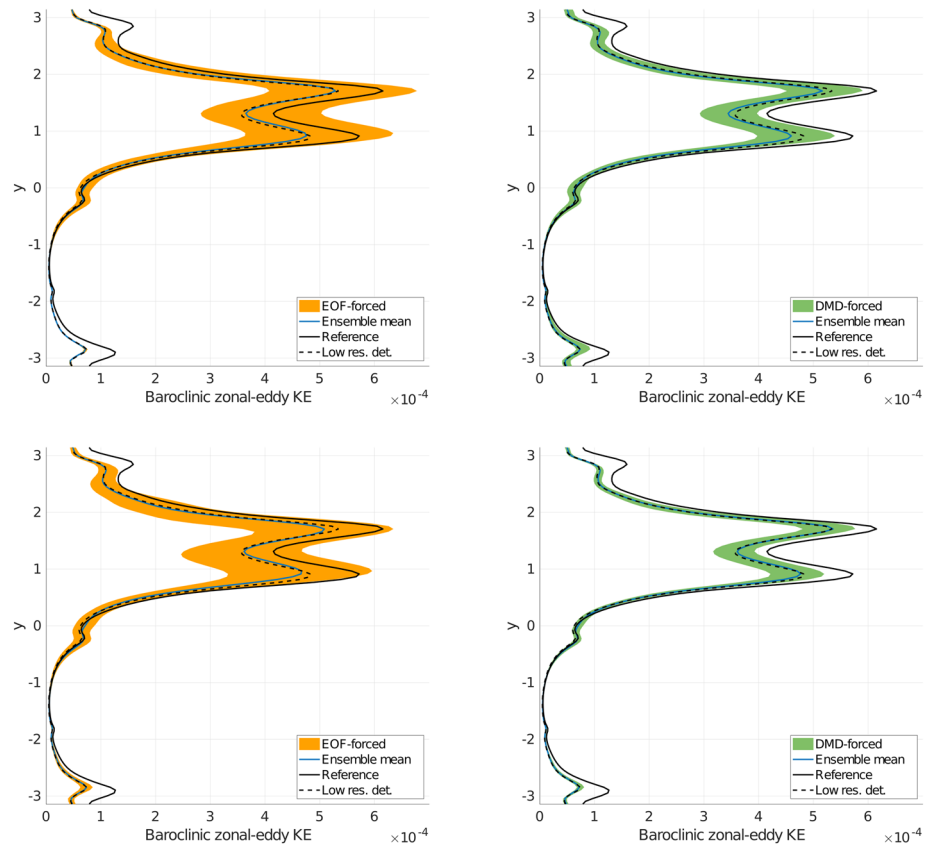 3
2
1
0
-1
-2
-3
y
EOF-forced
Ensemble mean
Reference
Low res. det.
0 1 2 3 4 5 6
Baroclinic zonal-eddy KE
×10-4
3
2
1
0
-1
-2
-3
y
DMD-forced
Ensemble mean
Reference
Low res. det.
0 1 2 3 4 5 6
Baroclinic zonal-eddy KE
×10-4
3
2
1
0
-1
-2
-3
y
EOF-forced
Ensemble mean
Reference
Low res. det.
0 1 2 3 4 5 6
Baroclinic zonal-eddy KE
×10-4
3
2
1
0
-1
-2
-3
y
DMD-forced
Ensemble mean
Reference
Low res. det.
0 1 2 3 4 5 6
Baroclinic zonal-eddy KE
×10-4